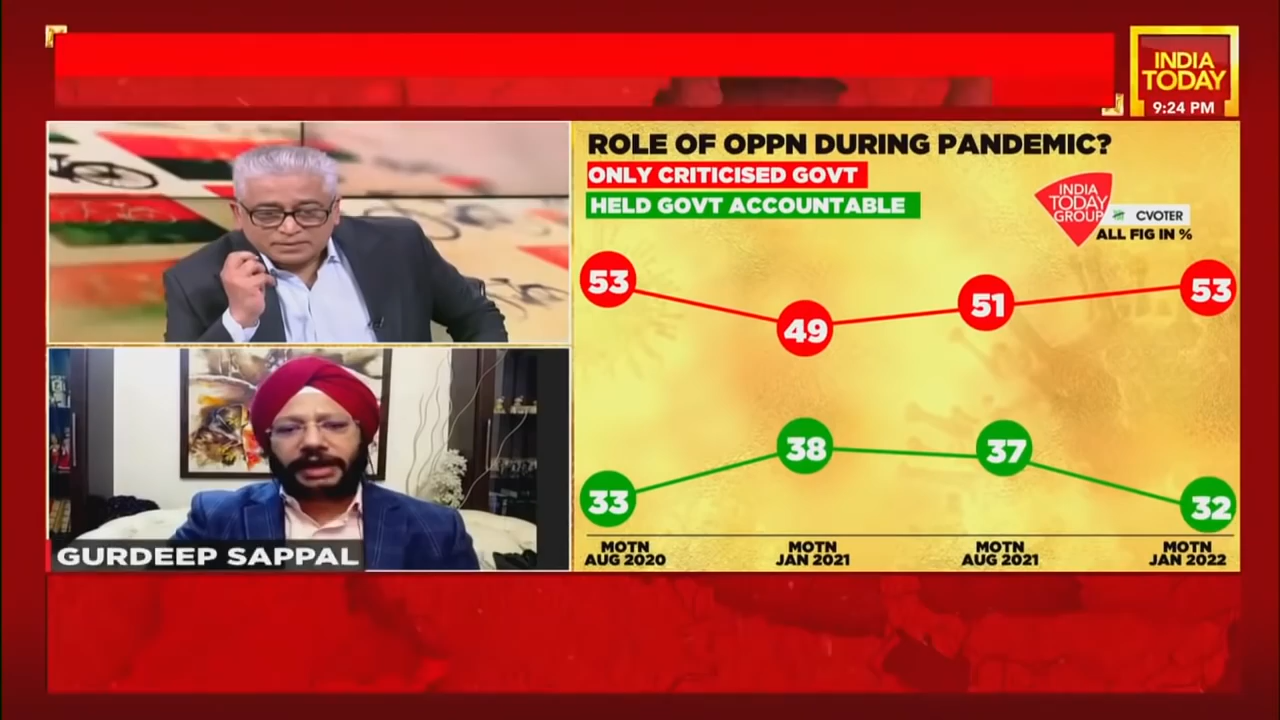 INDIA
TODAY
9:24 PM
ROLE OF OPPN DURING PANDEMIC?
ONLY CRITICISED GOVT
HELD GOVT ACCOUNTABLE
INDIA
TODAY
GROUP
CVOTER
ALL FIG IN %
53
49
51
53
33
38
37
32
MOTN
AUG 2020
MOTN
JAN 2021
MOTN
AUG 2021
MOTN
JAN 2022
GURDEEP SAPPAL